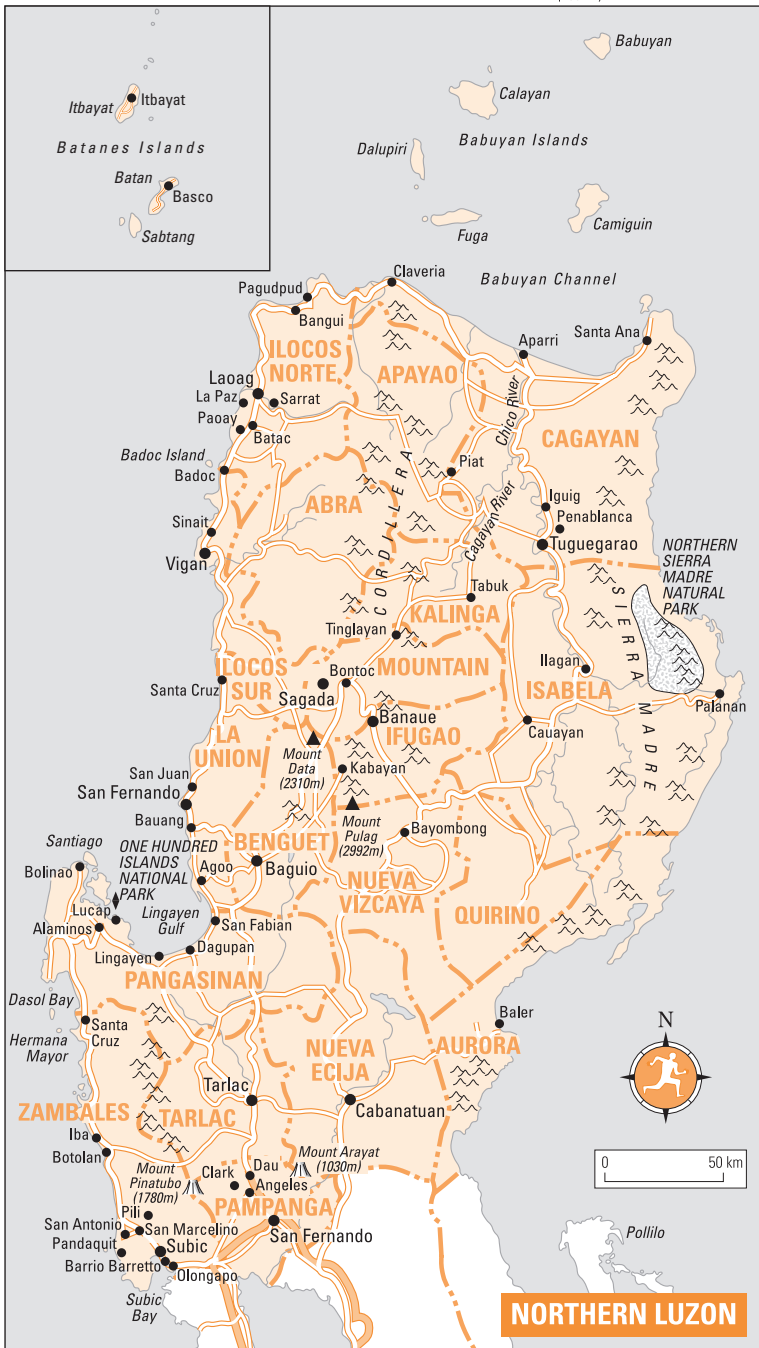 Babuyan
Itbayat
Itbayat
Calayan
Batanes Islands
Babuyan Islands
Dalupiri
Batan
Basco
Sabtang
Fuga
Camiguin
Babuyan Channel
Claveria
Pagudpud
Bangui
Aparri
Santa Ana
ILOCOS
NORTE
APAYAO
Laoag
La Paz
Sarrat
Paoay
Batac
Chico River
CAGAYAN
Badoc Island
Badoc
Piat
CORDILLERA
ABRA
Iguig
Penablanca
Cagayan River
Sinait
Vigan
Tuguegarao
NORTHERN
SIERRA
MADRE
NATURAL
PARK
Tabuk
KALINGA
SIERRA MADRE
Tinglayan
ILOCOS
SUR
Bontoc
MOUNTAIN
Ilagan
Santa Cruz
Sagada
ISABELA
Palanan
Banaue
LA
UNION
IFUGAO
Cauayan
Mount
Data
(2310m)
Kabayan
San Juan
San Fernando
Bauang
Mount
Pulag
(2992m)
Bayombong
BENGUET
Santiago
ONE HUNDRED
ISLANDS
NATIONAL
PARK
Bolinao
Agoo
Baguio
NUEVA
VIZCAYA
Lucap
Lingayen
Gulf
QUIRINO
Alaminos
San Fabian
Lingayen
Dagupan
PANGASINAN
Dasol Bay
Baler
Santa
Cruz
Hermana
Mayor
N
NUEVA
ECIJA
AURORA
Tarlac
Cabanatuan
ZAMBALES
TARLAC
Iba
Botolan
Mount
Pinatubo
(1780m)
Clark
Dau
Mount Arayat
(1030m)
Angeles
0 50 km
PAMPANGA
Pili
San Antonio
San Marcelino
San Fernando
Pandaquit
Subic
Barrio Barretto
Olongapo
Pollilo
Subic
Bay
NORTHERN LUZON